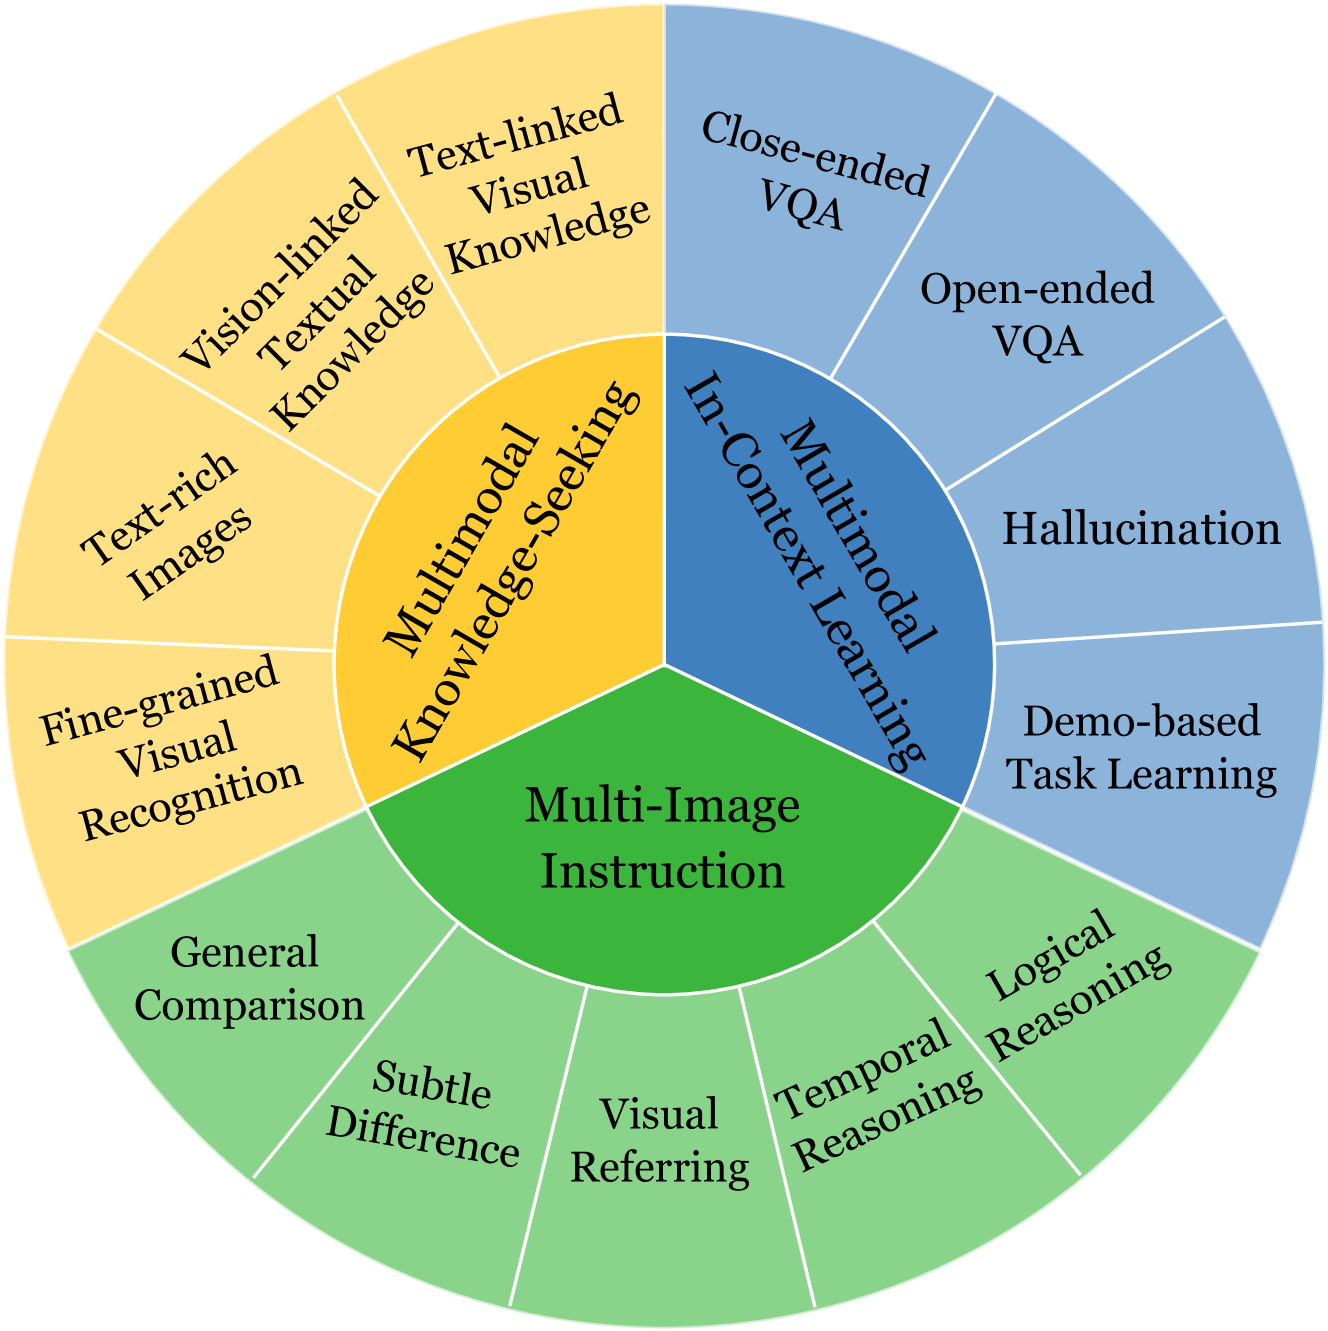 Text-linked
Visual
Knowledge
Close-ended
VQA
Vision-linked
Textual
Knowledge
Open-ended
VQA
Text-rich
Images
Hallucination
Fine-grained
Visual
Recognition
Demo-based
Task Learning
Multimodal
Knowledge-Seeking
Multimodal
In-Context Learning
Multi-Image
Instruction
General
Comparison
Subtle
Difference
Visual
Referring
Temporal
Reasoning
Logical
Reasoning